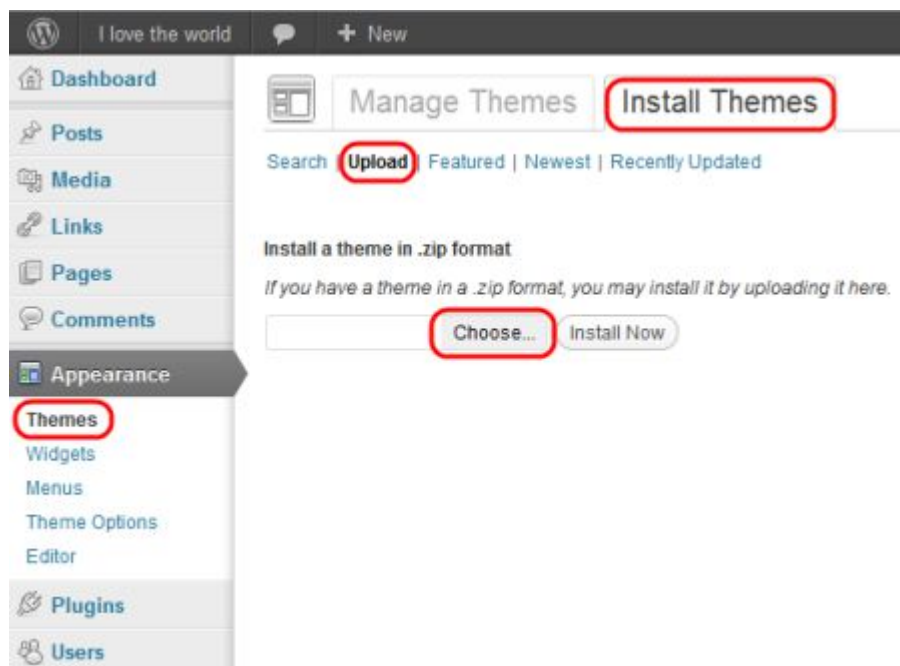 I love the world + New
Dashboard
Posts
Media
Links
Pages
Comments
Appearance
Themes
Widgets
Menus
Theme Options
Editor
Plugins
Users
Manage Themes Install Themes
Search | Upload | Featured | Newest | Recently Updated
Install a theme in .zip format
If you have a theme in a .zip format, you may install it by uploading it here.
Choose... Install Now